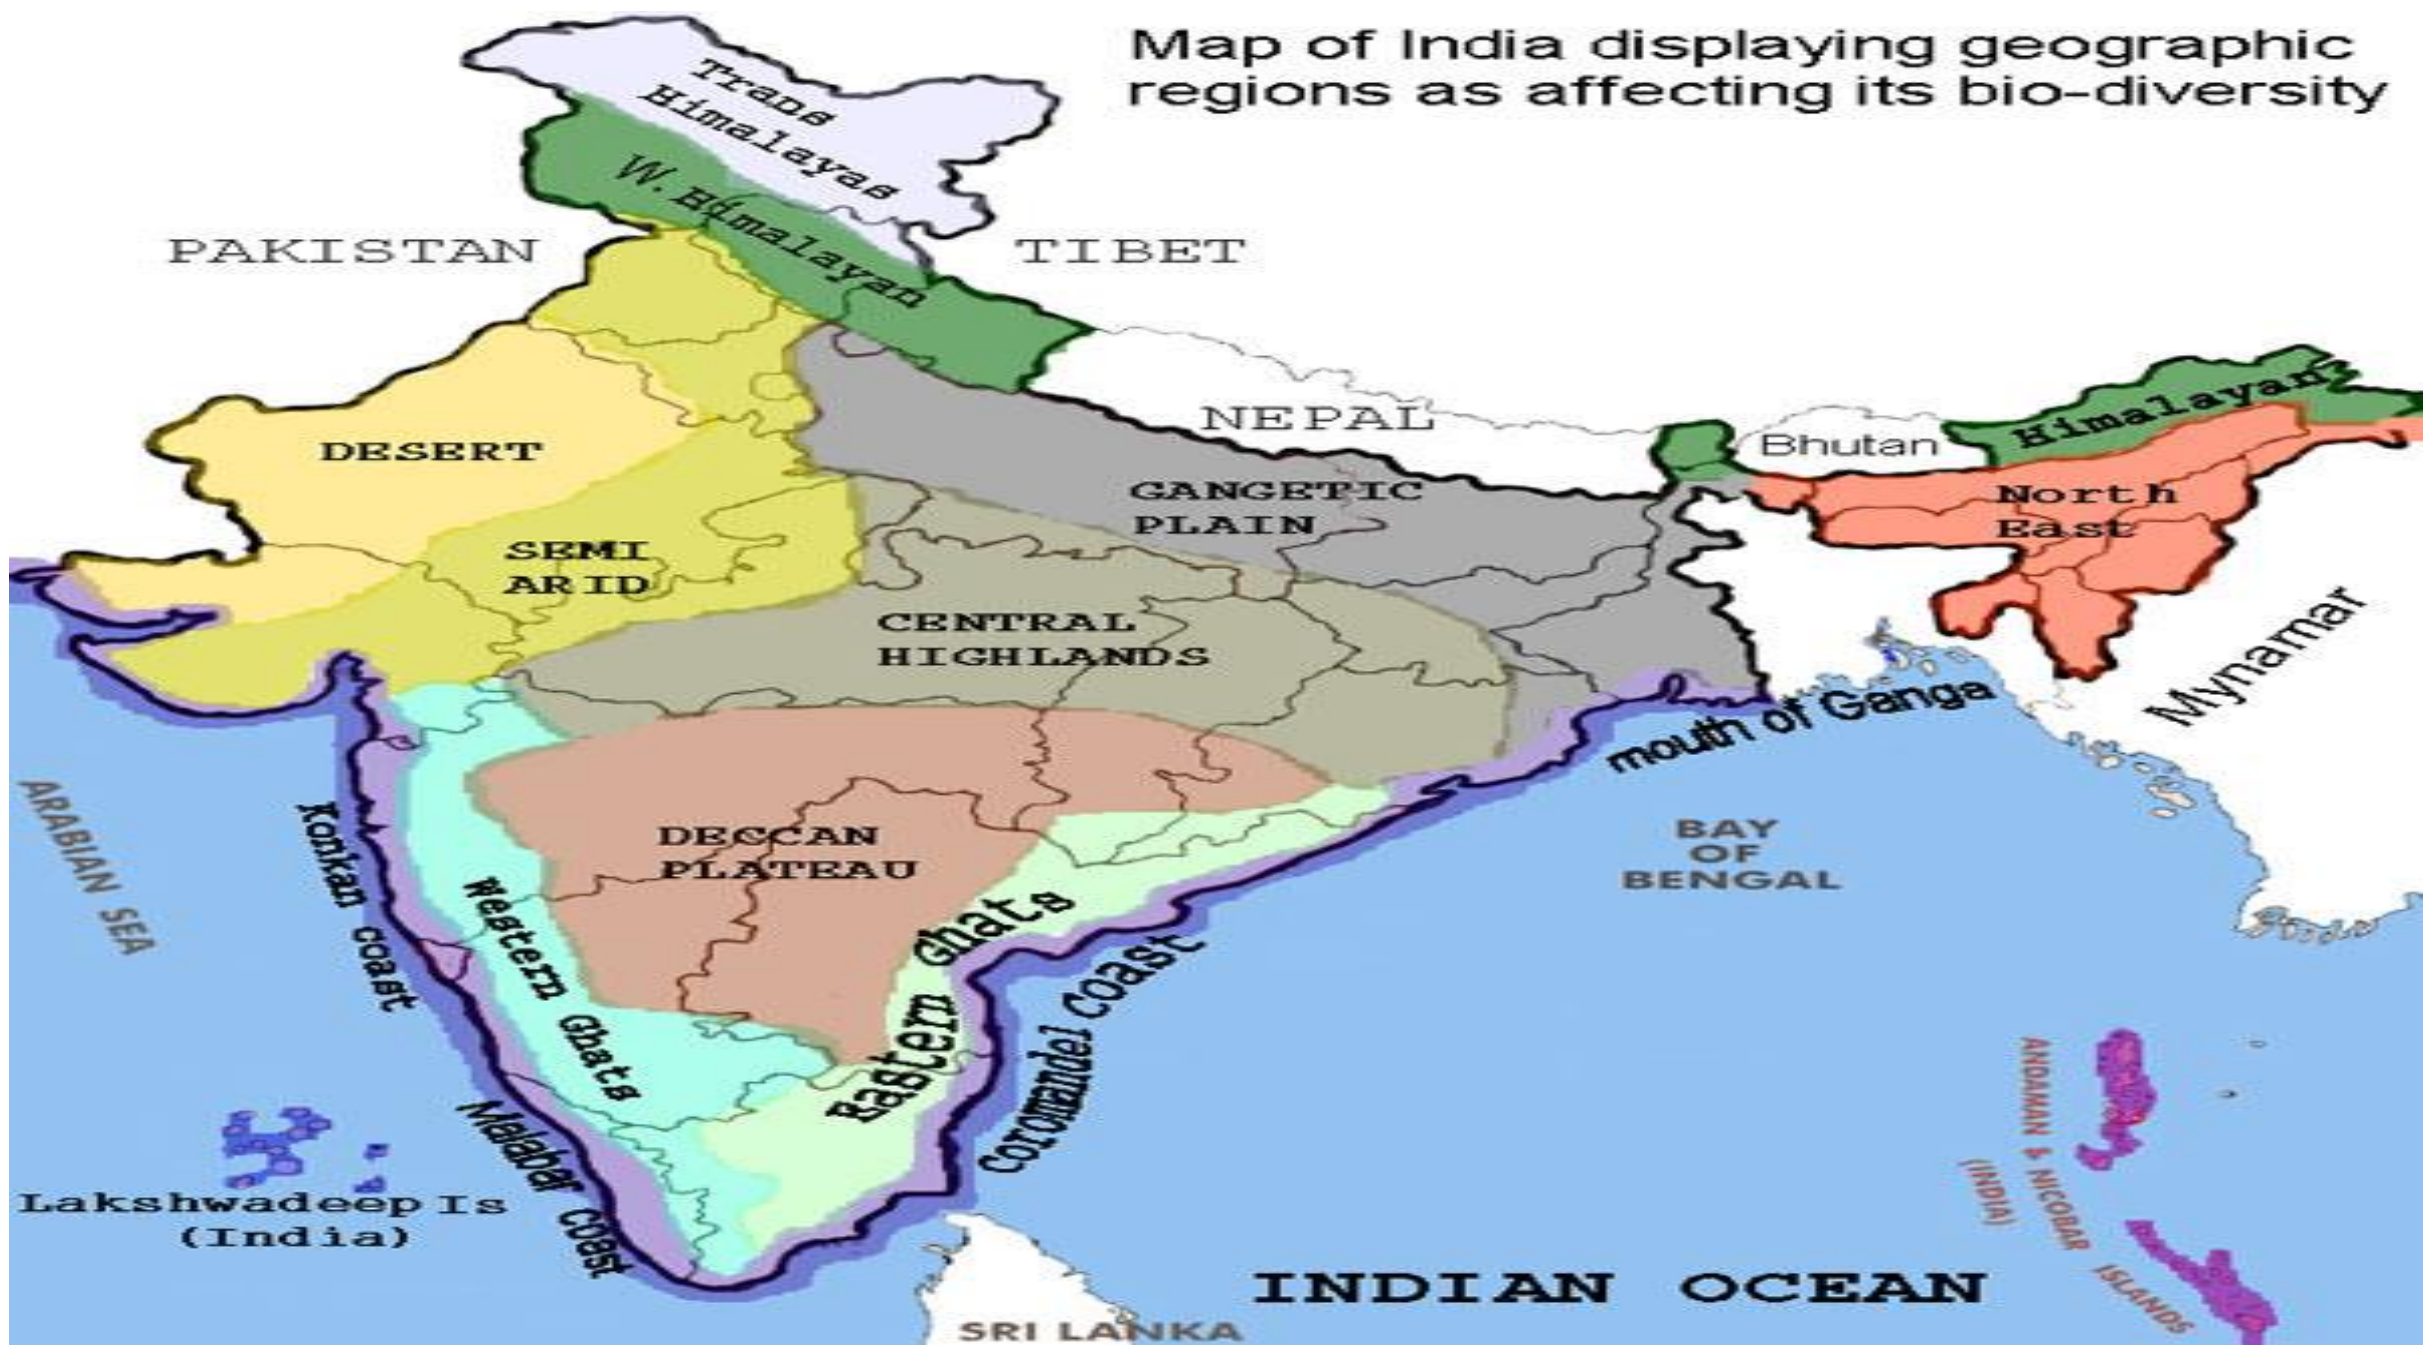 Map of India displaying geographic
regions as affecting its bio-diversity
Trans
Himalayas
W. Himalayan
PAKISTAN
TIBET
NEPAL
Bhutan
Himalayan
DESERT
GANGETIC
PLAIN
North
East
SEMI
ARID
CENTRAL
HIGHLANDS
Mynamar
mouth of Ganga
ARABIAN SEA
Konkan coast
DECCAN
PLATEAU
Western Ghats
Eastern Ghats
Coromandel Coast
BAY
OF
BENGAL
Malabar coast
Lakshwadeep Is
(India)
ANDAMAN & NICOBAR ISLANDS
(INDIA)
INDIAN OCEAN
SRI LANKA